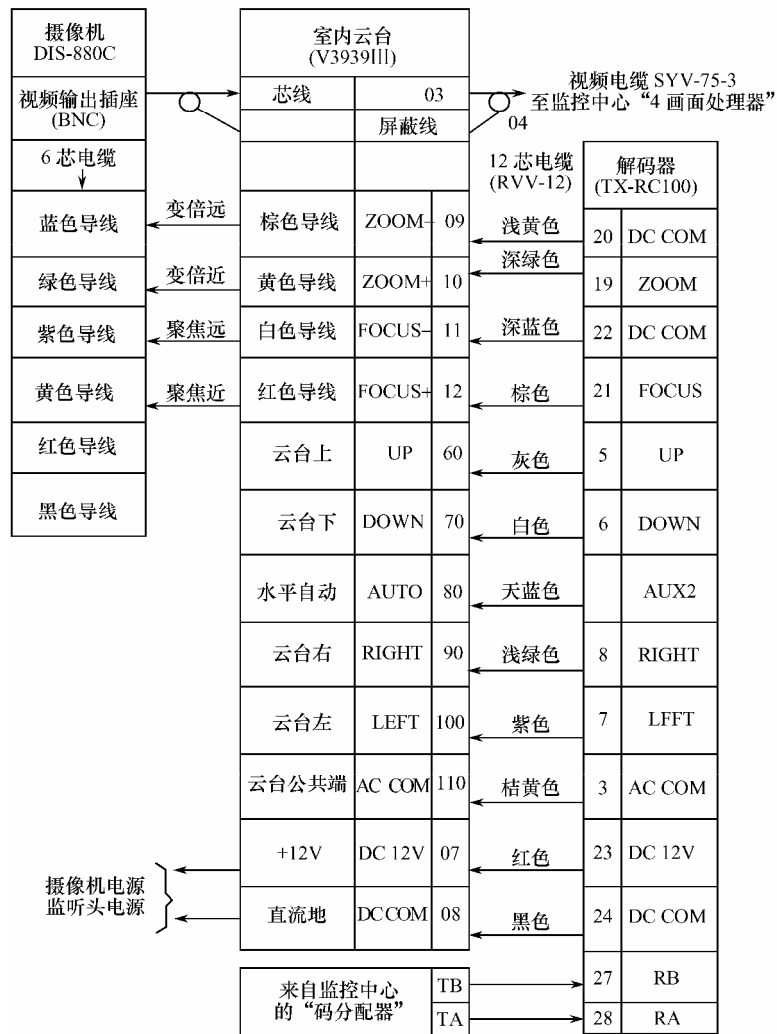 摄像机
DIS-880C
视频输出插座
(BNC)
6芯电缆
蓝色导线
绿色导线
紫色导线
黄色导线
红色导线
黑色导线
变倍远
变倍近
聚焦远
聚焦近
室内云台
(V3939III)
芯线 03
屏蔽线
04
视频电缆 SYV-75-3
至监控中心“4 画面处理器”
棕色导线 ZOOM- 09
黄色导线 ZOOM+ 10
白色导线 FOCUS- 11
红色导线 FOCUS+ 12
云台上 UP 60
云台下 DOWN 70
水平自动 AUTO 80
云台右 RIGHT 90
云台左 LEFT 100
云台公共端 AC COM 110
+12V DC 12V 07
直流地 DC COM 08
摄像机电源
监听头电源
12芯电缆
(RVV-12)
浅黄色
深绿色
深蓝色
棕色
灰色
白色
天蓝色
浅绿色
紫色
桔黄色
红色
黑色
解码器
(TX-RC100)
20 DC COM
19 ZOOM
22 DC COM
21 FOCUS
5 UP
6 DOWN
AUX2
8 RIGHT
7 LFFT
3 AC COM
23 DC 12V
24 DC COM
27 RB
28 RA
来自监控中心
的“码分配器”
TB
TA